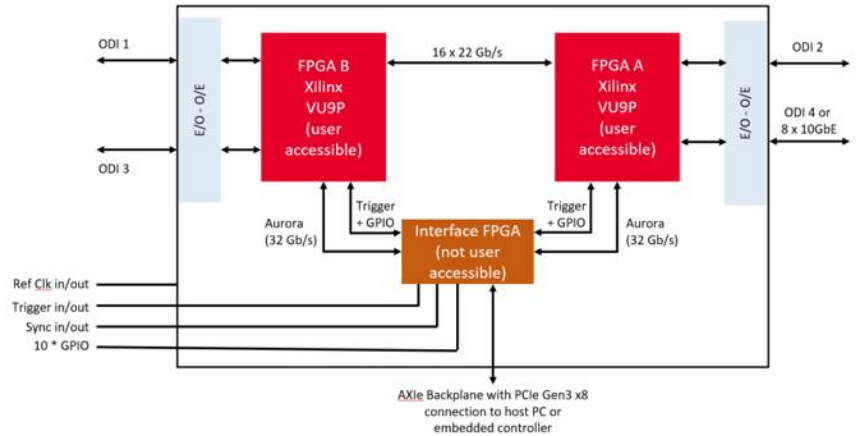 ODI 1
ODI 3
E/O - O/E
FPGA B
Xilinx
VU9P
(user
accessible)
16 x 22 Gb/s
FPGA A
Xilinx
VU9P
(user
accessible)
E/O - O/E
ODI 2
ODI 4 or
8 x 10GbE
Aurora
(32 Gb/s)
Trigger
+ GPIO
Interface FPGA
(not user
accessible)
Trigger
+ GPIO
Aurora
(32 Gb/s)
Ref Clk in/out
Trigger in/out
Sync in/out
10 * GPIO
AXIe Backplane with PCIe Gen3 x8
connection to host PC or
embedded controller